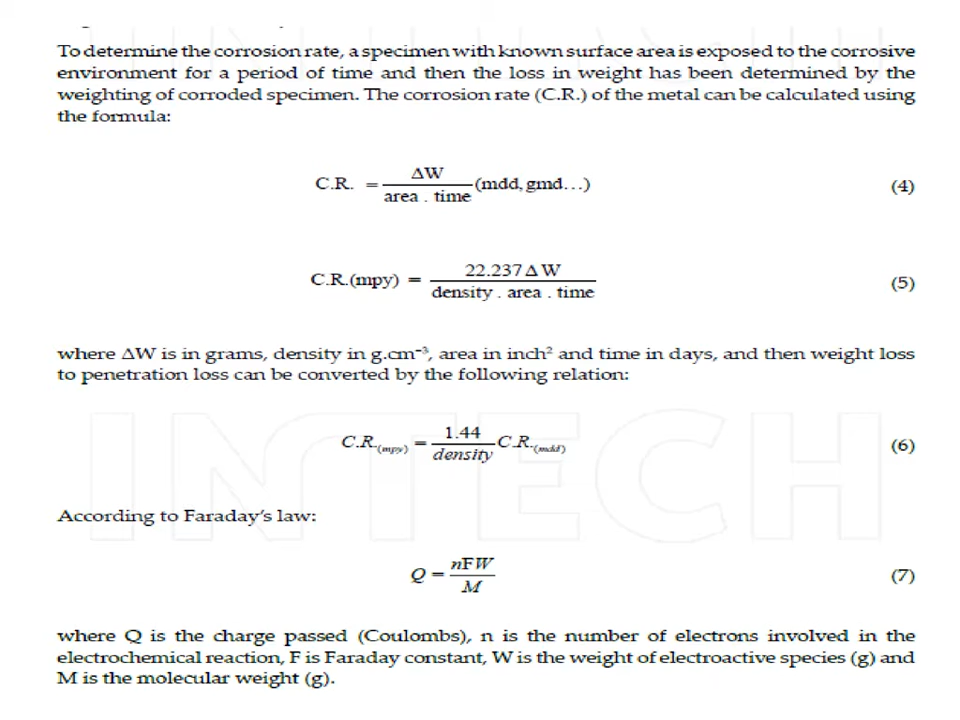 To determine the corrosion rate, a specimen with known surface area is exposed to the corrosive
environment for a period of time and then the loss in weight has been determined by the
weighting of corroded specimen. The corrosion rate (C.R.) of the metal can be calculated using
the formula:
C.R. = ΔW / area . time (mdd, gmd…) (4)
C.R.(mpy) = 22.237 Δ W / density . area . time (5)
where ΔW is in grams, density in g.cm⁻³, area in inch² and time in days, and then weight loss
to penetration loss can be converted by the following relation:
C.R.(mpy) = 1.44 / density C.R.(mdd) (6)
According to Faraday's law:
Q = nFW / M (7)
where Q is the charge passed (Coulombs), n is the number of electrons involved in the
electrochemical reaction, F is Faraday constant, W is the weight of electroactive species (g) and
M is the molecular weight (g).
INTECH